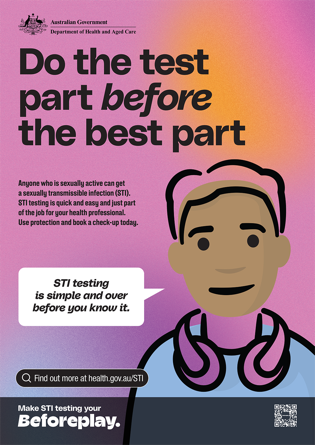 Australian Government
Department of Health and Aged Care
Do the test
part before
the best part
Anyone who is sexually active can get
a sexually transmissible infection (STI).
STI testing is quick and easy and just part
of the job for your health professional.
Use protection and book a check-up today.
STI testing
is simple and over
before you know it.
Find out more at health.gov.au/STI
Make STI testing your
Beforeplay.